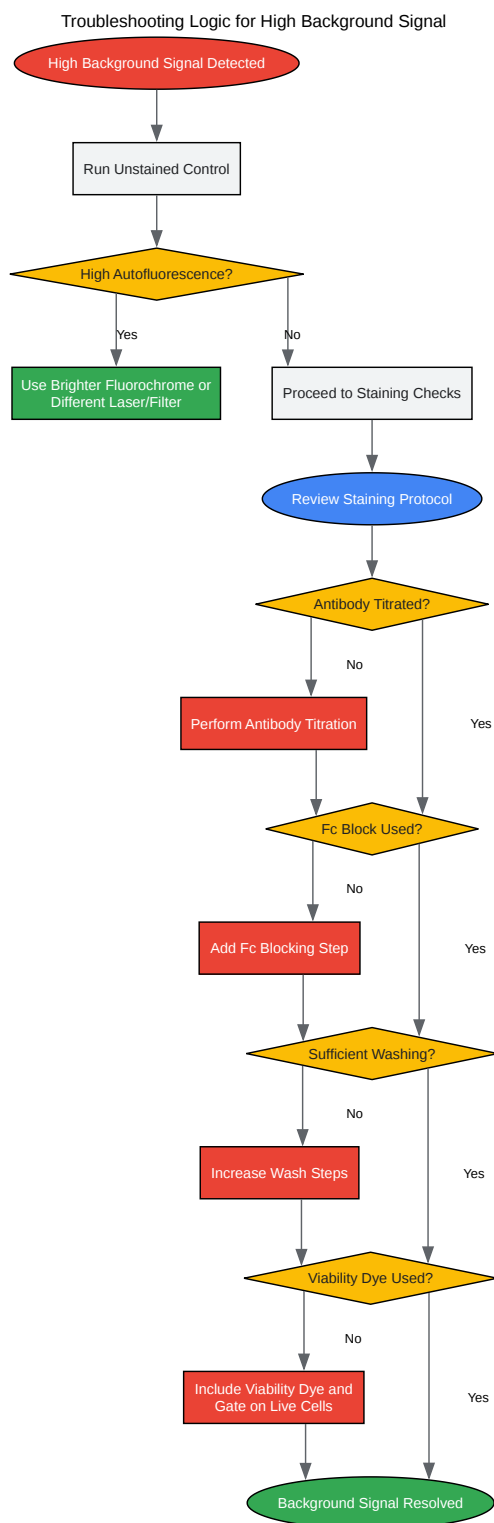 Troubleshooting Logic for High Background Signal
High Background Signal Detected
Run Unstained Control
High Autofluorescence?
Yes
No
Use Brighter Fluorochrome or
Different Laser/Filter
Proceed to Staining Checks
Review Staining Protocol
Antibody Titrated?
No
Perform Antibody Titration
Yes
Fc Block Used?
No
Add Fc Blocking Step
Yes
Sufficient Washing?
No
Increase Wash Steps
Yes
Viability Dye Used?
No
Include Viability Dye and
Gate on Live Cells
Yes
Background Signal Resolved